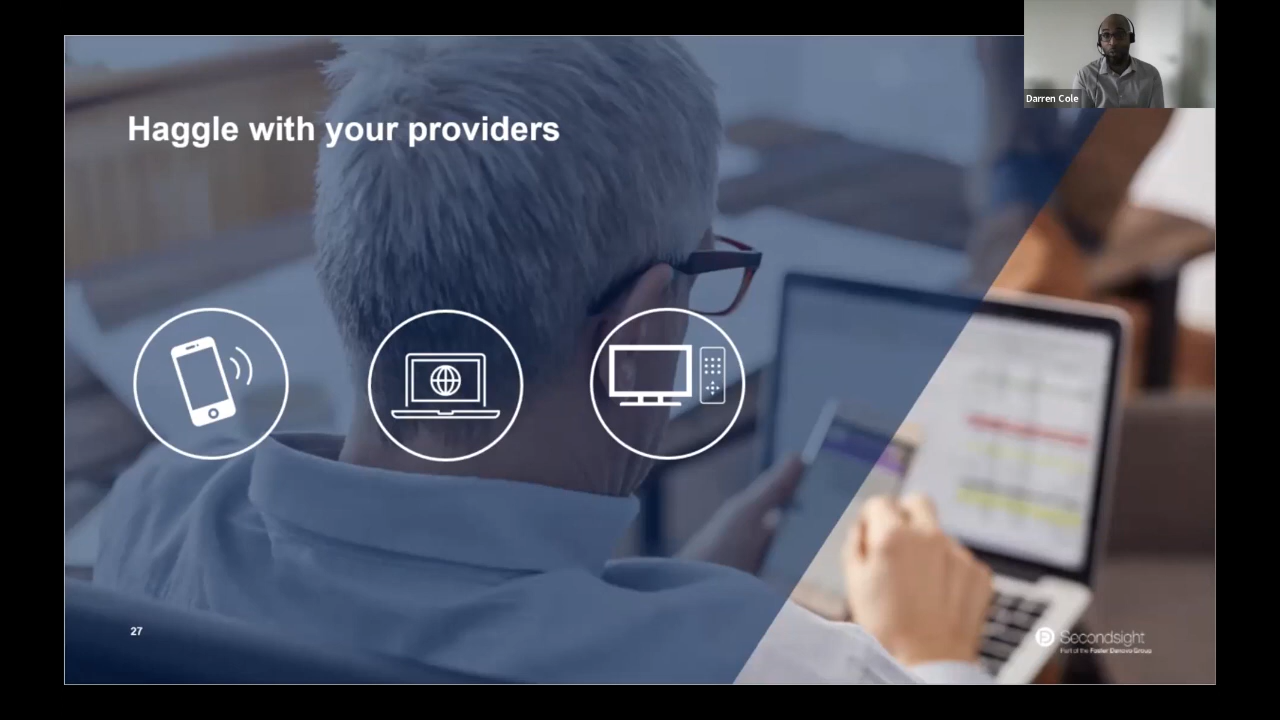 Darren Cole
Haggle with your providers
27
Secondsight
Part of the Foster Denovo Group